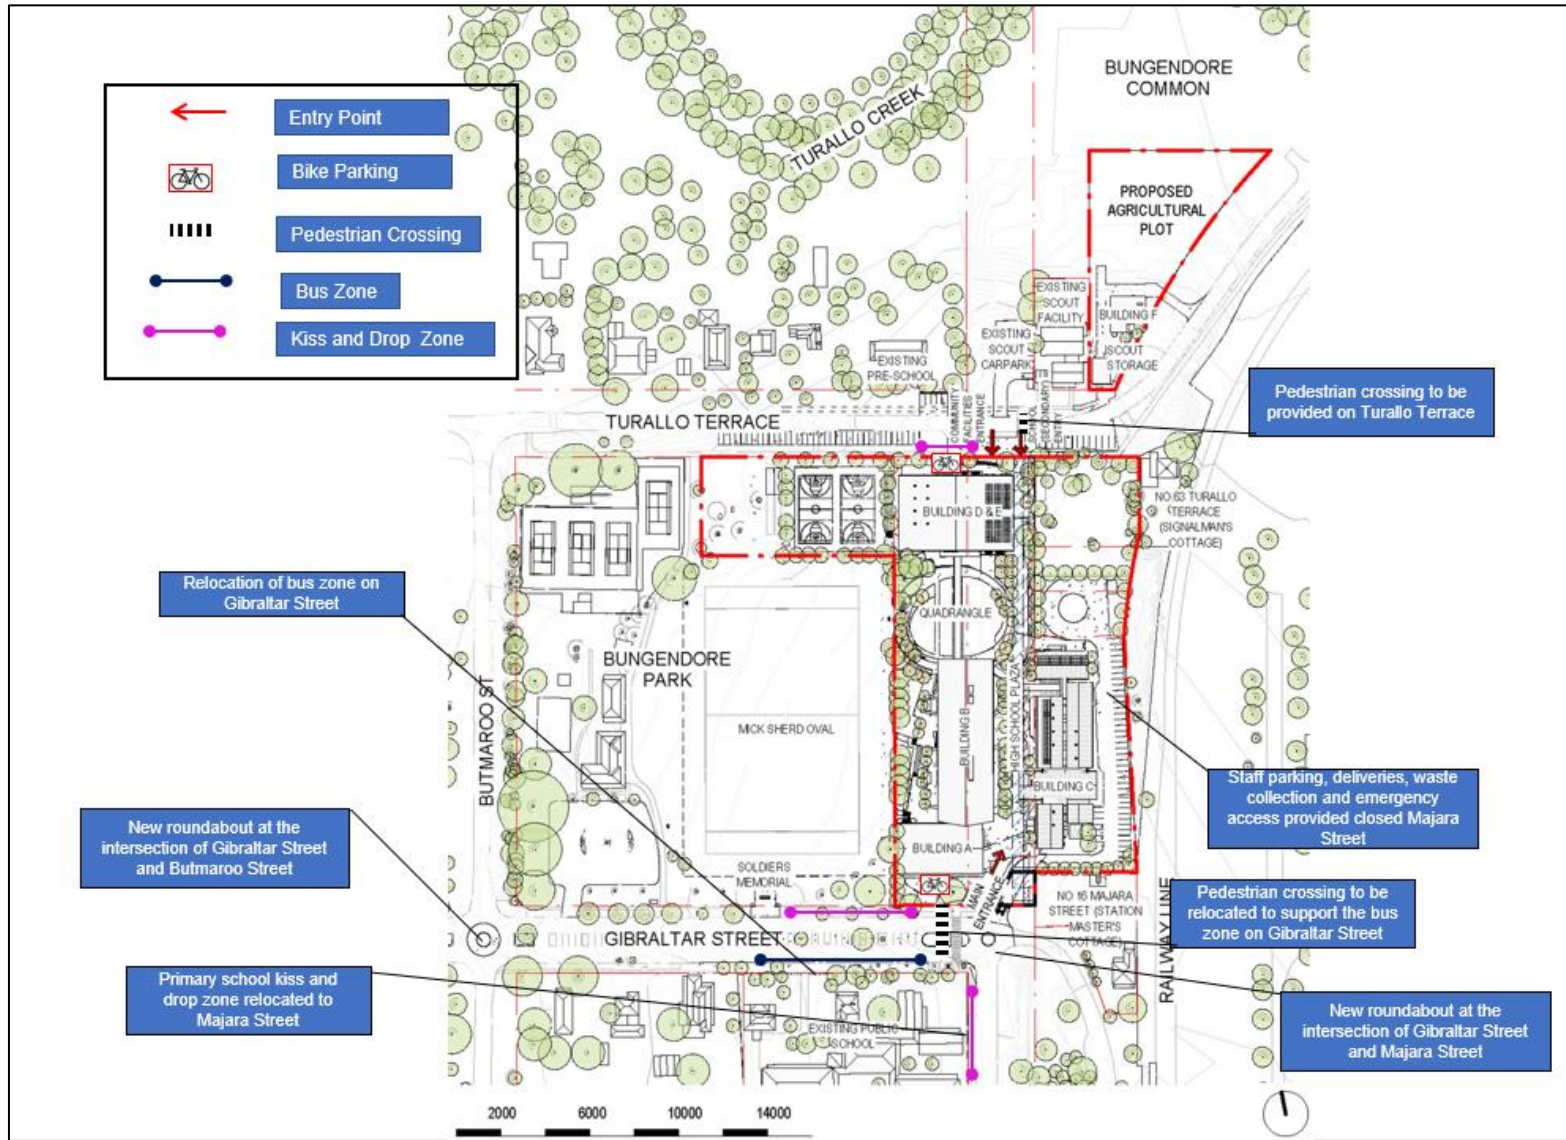 Entry Point
Bike Parking
Pedestrian Crossing
Bus Zone
Kiss and Drop Zone
BUNGENDORE
COMMON
TURALLO CREEK
PROPOSED
AGRICULTURAL
PLOT
EXISTING
SCOUT
FACILITY
BUILDING F
EXISTING
SCOUT
CARPARK
SCOUT
STORAGE
EXISTING
PRE-SCHOOL
Pedestrian crossing to be
provided on Turallo Terrace
TURALLO TERRACE
COMMUNITY
FACILITIES
ENTRANCE
SCHOOL
SECONDARY
ENTRY
BUILDING D & E
NO 63 TURALLO
TERRACE
(SIGNALMAN'S
COTTAGE)
Relocation of bus zone on
Gibraltar Street
QUADRANGLE
BUNGENDORE
PARK
BUTMAROO ST
MICK SHERD OVAL
BUILDING B
HIGH SCHOOL PLAZA
BUILDING C
Staff parking, deliveries, waste
collection and emergency
access provided closed Majara
Street
New roundabout at the
intersection of Gibraltar Street
and Butmaroo Street
BUILDING A
SOLDIERS
MEMORIAL
MAIN
ENTRANCE
NO 16 MAJARA
STREET (STATION
MASTER'S
COTTAGE)
RAILWAY LINE
Pedestrian crossing to be
relocated to support the bus
zone on Gibraltar Street
GIBRALTAR STREET
Primary school kiss and
drop zone relocated to
Majara Street
EXISTING PUBLIC
SCHOOL
New roundabout at the
intersection of Gibraltar Street
and Majara Street
2000 6000 10000 14000